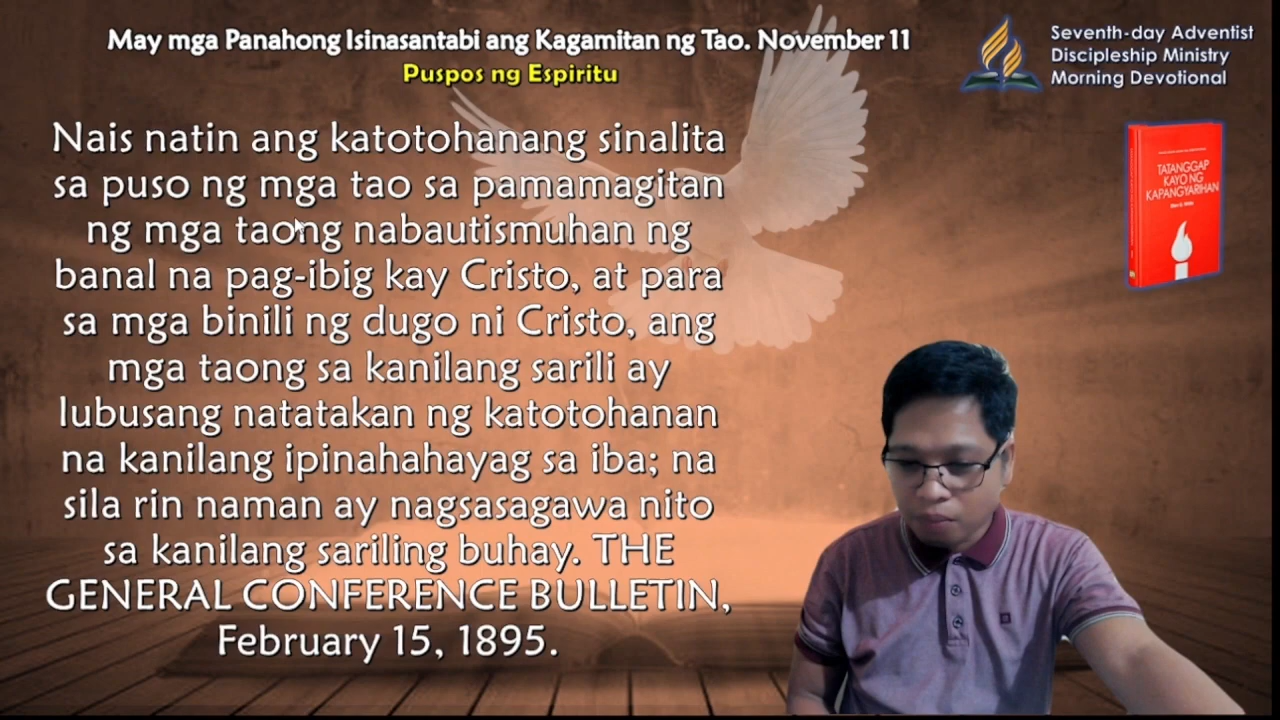 May mga Panahong Isinasantabi ang Kagamitan ng Tao. November 11
Puspos ng Espiritu
Seventh-day Adventist
Discipleship Ministry
Morning Devotional
TATANGGAP
KAYO NG
KAPANGYARIHAN
Ellen G. White
Nais natin ang katotohanang sinalita
sa puso ng mga tao sa pamamagitan
ng mga taong nabautismuhan ng
banal na pag-ibig kay Cristo, at para
sa mga binili ng dugo ni Cristo, ang
mga taong sa kanilang sarili ay
lubusang natatakan ng katotohanan
na kanilang ipinahahayag sa iba; na
sila rin naman ay nagsasagawa nito
sa kanilang sariling buhay. THE
GENERAL CONFERENCE BULLETIN,
February 15, 1895.